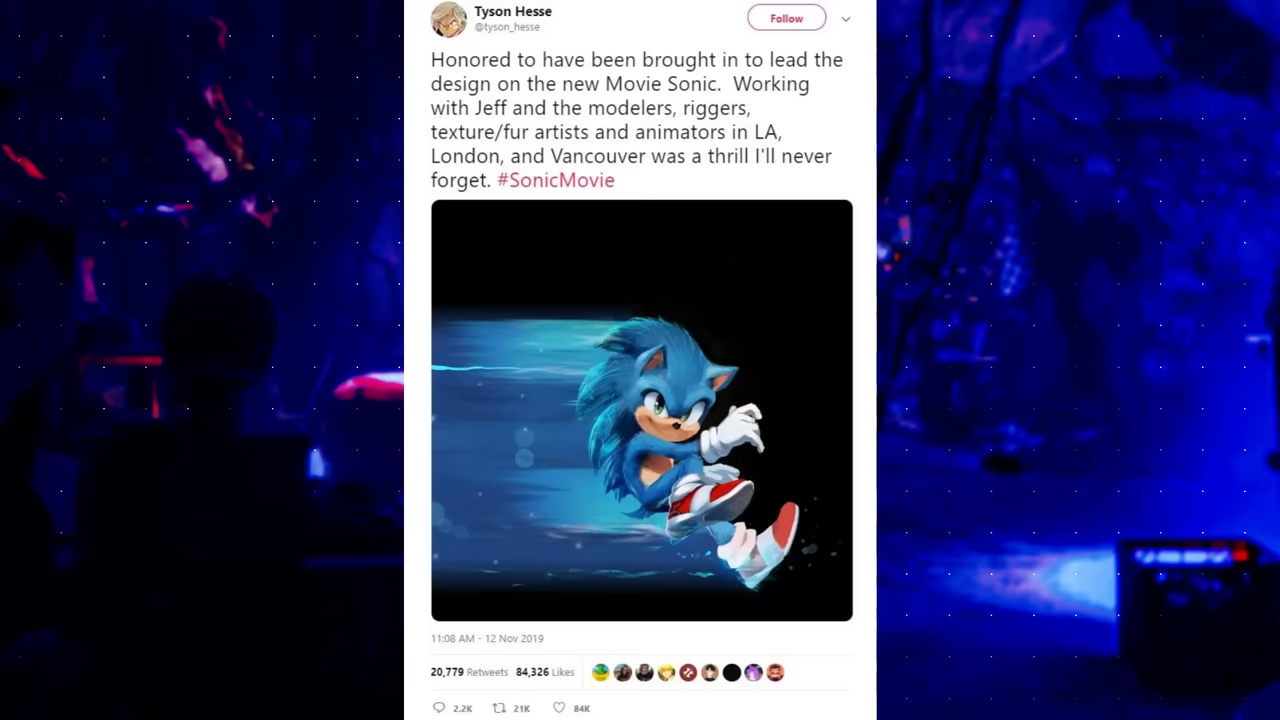 Tyson Hesse
@tyson_hesse
Follow
Honored to have been brought in to lead the
design on the new Movie Sonic.  Working
with Jeff and the modelers, riggers,
texture/fur artists and animators in LA,
London, and Vancouver was a thrill I'll never
forget. #SonicMovie
11:08 AM - 12 Nov 2019
20,779 Retweets 84,326 Likes
2.2K 21K 84K